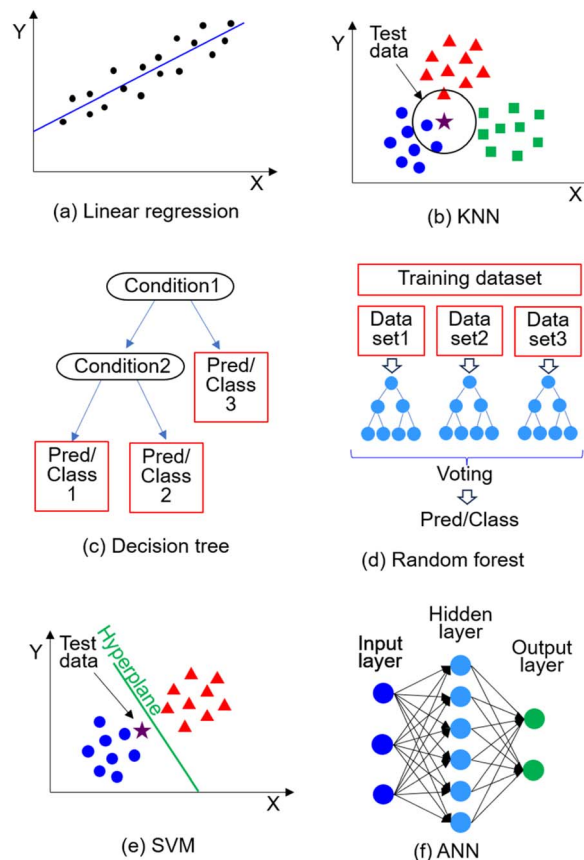 Y
X
(a) Linear regression
Y
Test
data
X
(b) KNN
Condition1
Condition2
Pred/
Class
3
Pred/
Class
1
Pred/
Class
2
(c) Decision tree
Training dataset
Data
set1
Data
set2
Data
set3
Voting
Pred/Class
(d) Random forest
Y
Test
data
Hyperplane
X
(e) SVM
Input
layer
Hidden
layer
Output
layer
(f) ANN